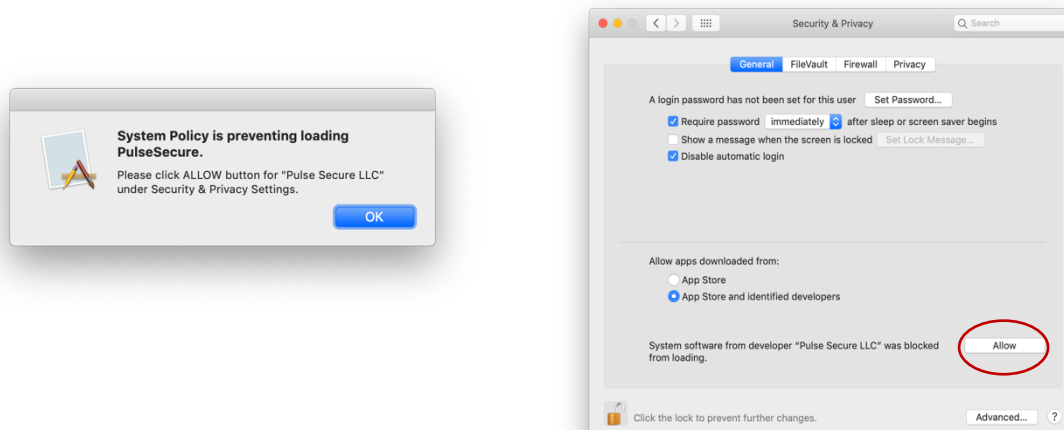 System Policy is preventing loading
PulseSecure.
Please click ALLOW button for "Pulse Secure LLC"
under Security & Privacy Settings.
OK
Security & Privacy
Search
General FileVault Firewall Privacy
A login password has not been set for this user Set Password...
Require password immediately after sleep or screen saver begins
Show a message when the screen is locked Set Lock Message...
Disable automatic login
Allow apps downloaded from:
App Store
App Store and identified developers
System software from developer "Pulse Secure LLC" was blocked
from loading.
Allow
Click the lock to prevent further changes.
Advanced...
?